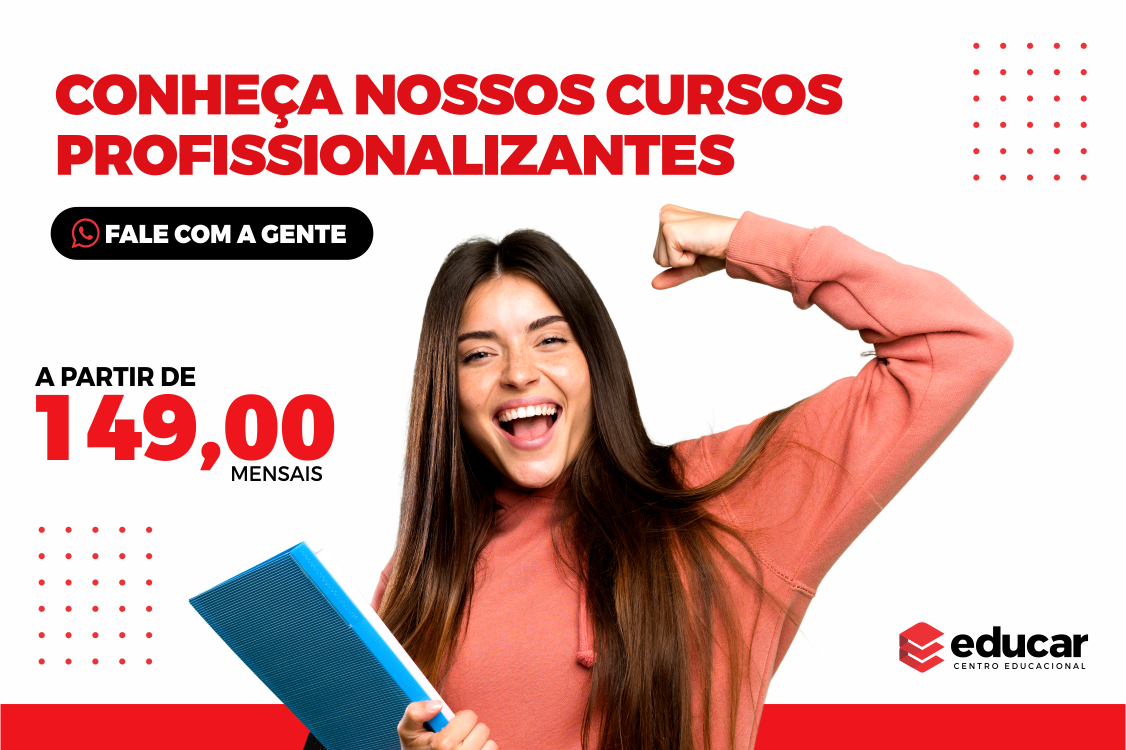 CONHEÇA NOSSOS CURSOS
PROFISSIONALIZANTES
FALE COM A GENTE
A PARTIR DE
149,00
MENSAIS
educar
CENTRO EDUCACIONAL